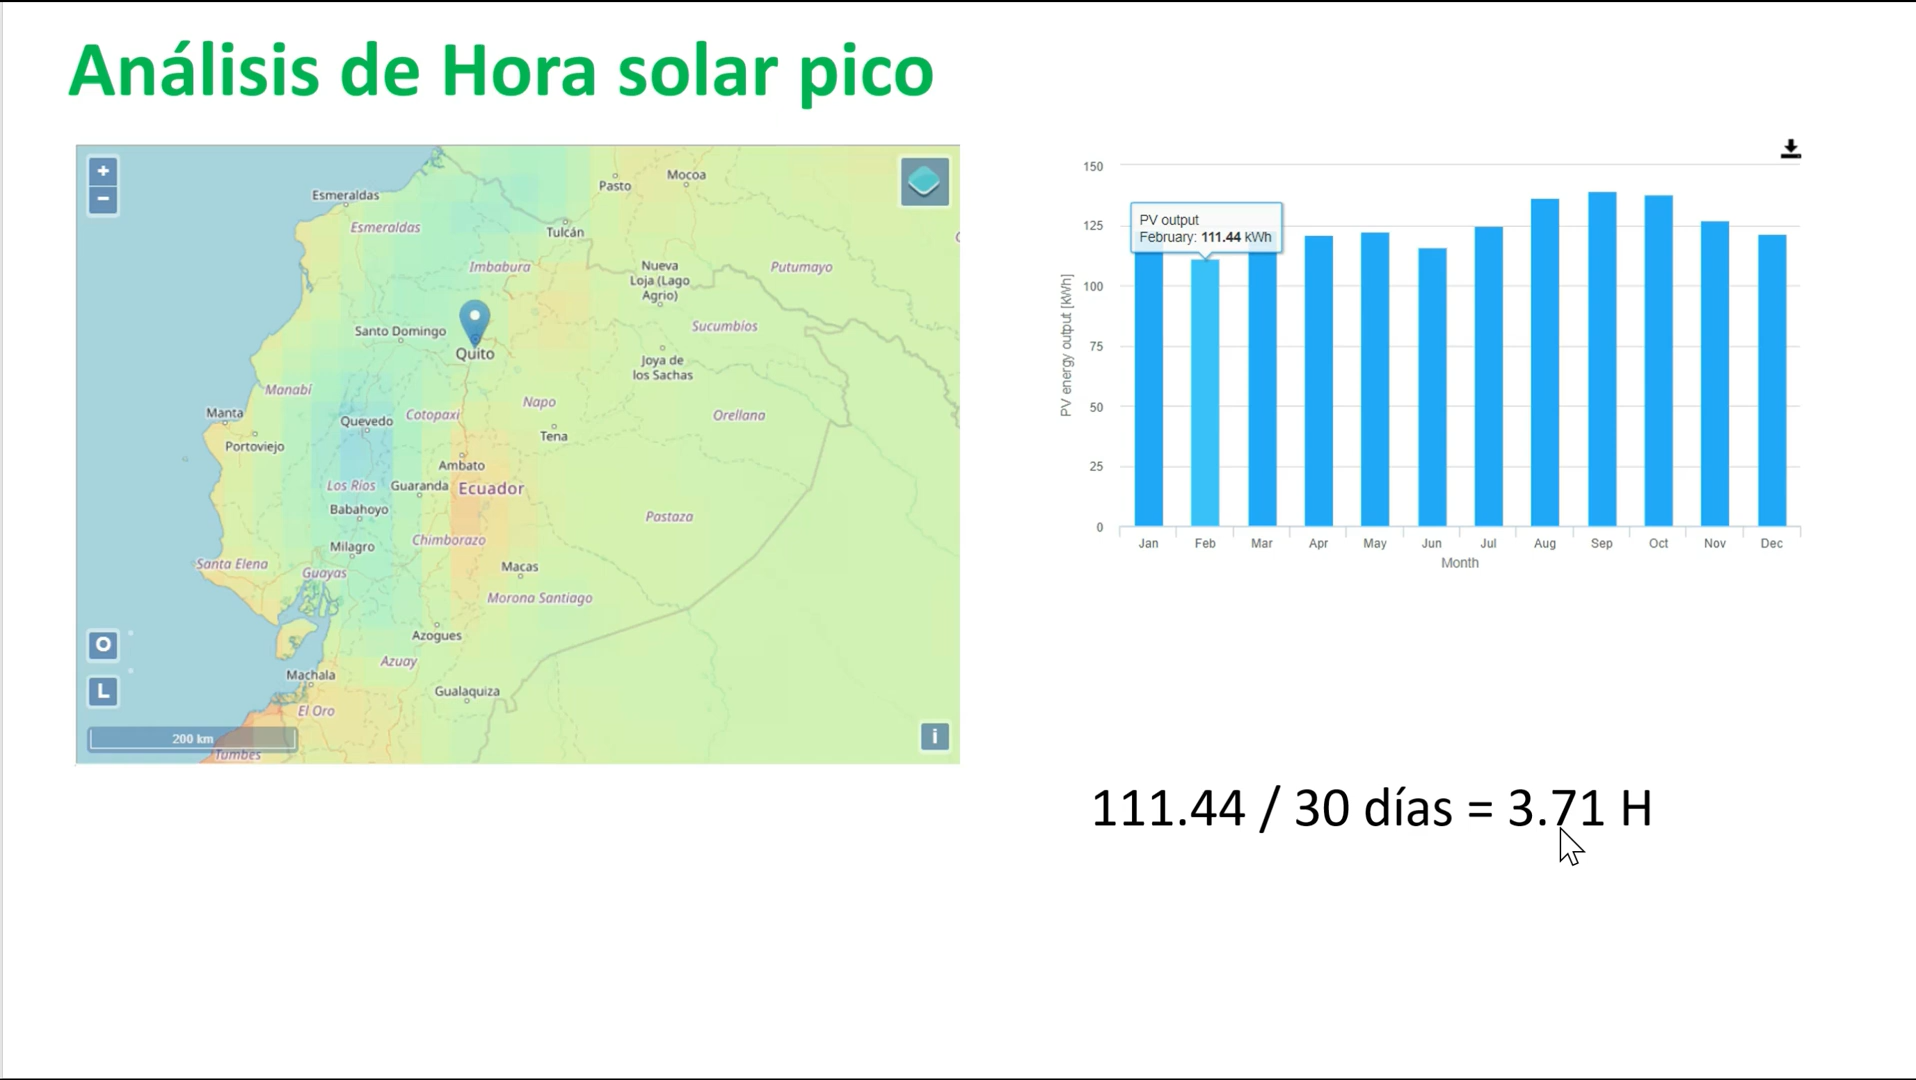 Análisis de Hora solar pico
+
−
Esmeraldas
Esmeraldas
Pasto
Mocoa
Tulcán
Imbabura
Nueva
Loja (Lago
Agrio)
Putumayo
Santo Domingo
Quito
Sucumbíos
Joya de
los Sachas
Manabí
Manta
Portoviejo
Quevedo
Cotopaxi
Napo
Tena
Orellana
Ambato
Los Ríos
Guaranda
Ecuador
Babahoyo
Pastaza
Chimborazo
Milagro
Santa Elena
Guayas
Macas
Morona Santiago
O
Azogues
Azuay
L
Machala
Gualaquiza
El Oro
200 km
Tumbes
i
150
125
100
75
50
25
0
PV energy output [kWh]
PV output
February: 111.44 kWh
Jan Feb Mar Apr May Jun Jul Aug Sep Oct Nov Dec
Month
111.44 / 30 días = 3.71 H